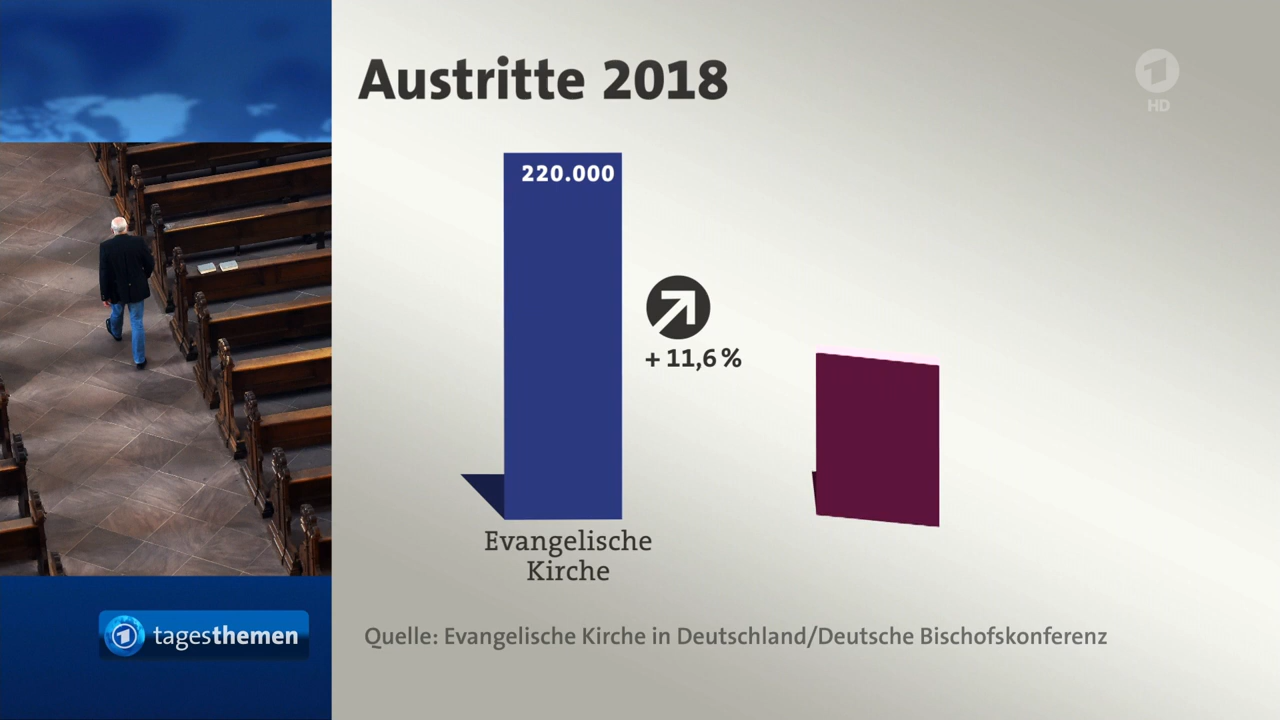 Austritte 2018
HD
220.000
+ 11,6 %
Evangelische
Kirche
Quelle: Evangelische Kirche in Deutschland/Deutsche Bischofskonferenz
tagesthemen